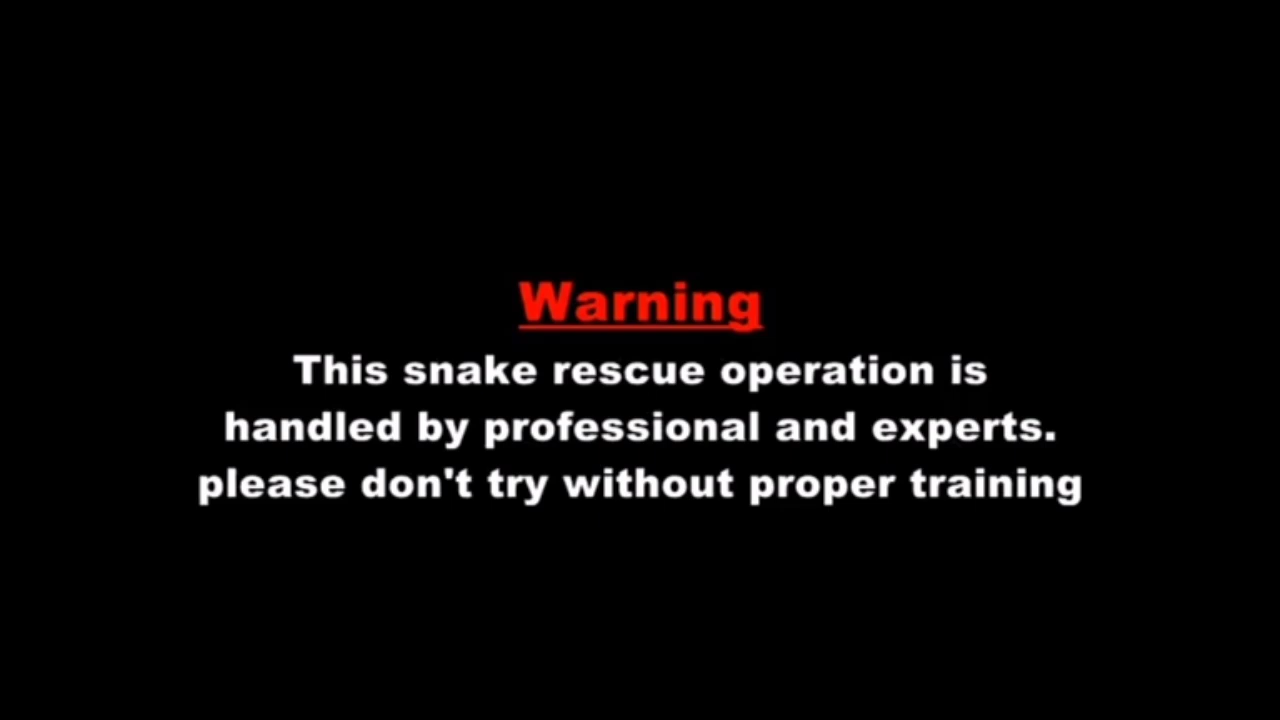 Warning
This snake rescue operation is
handled by professional and experts.
please don't try without proper training